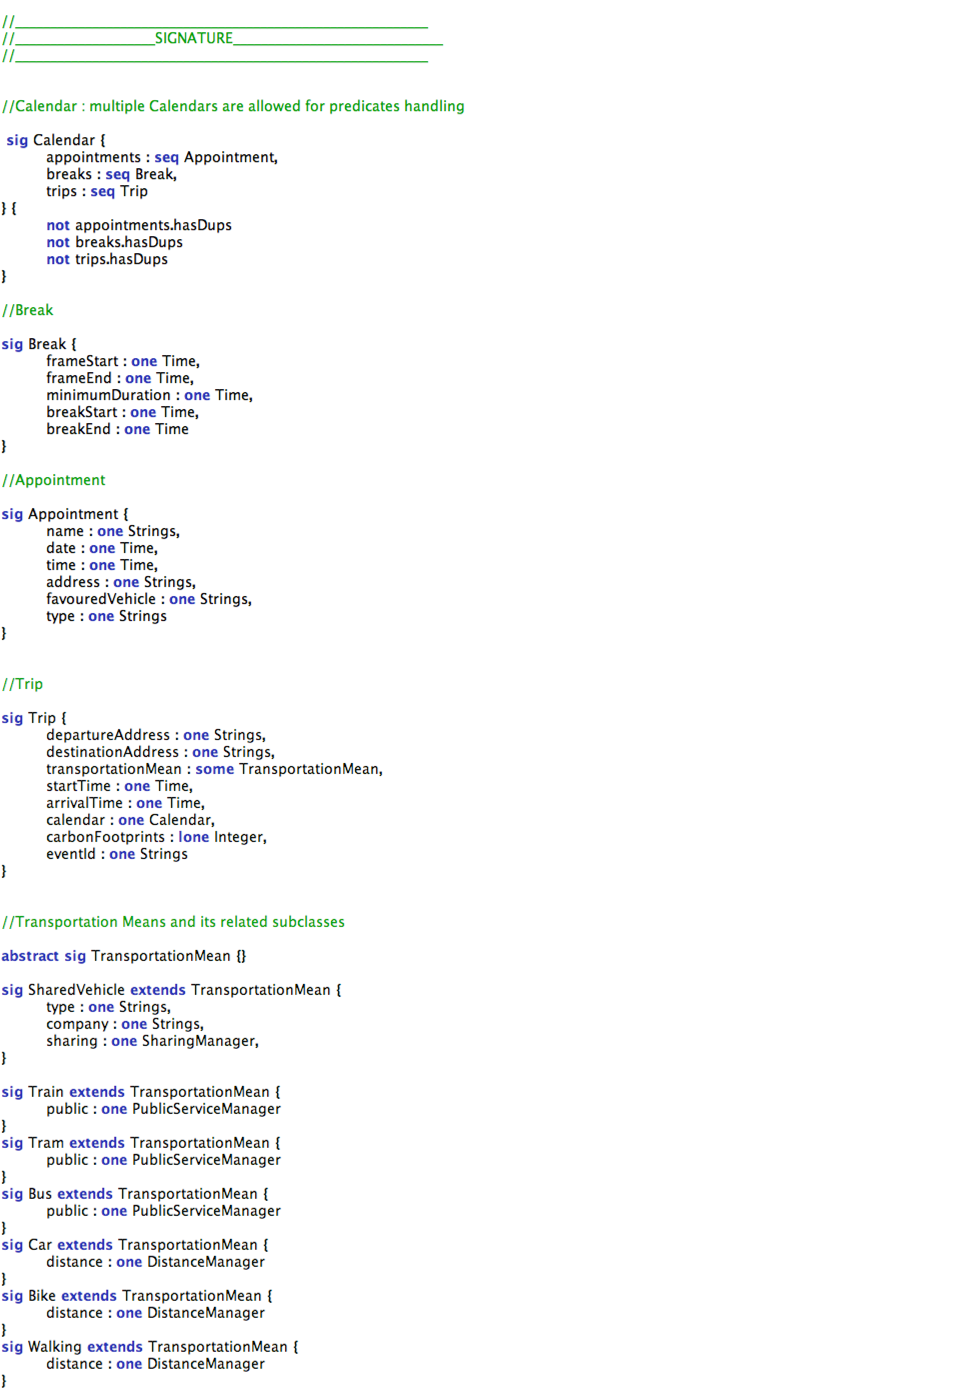 //_______________________________________________________
//___________________SIGNATURE____________________________
//_______________________________________________________
//Calendar : multiple Calendars are allowed for predicates handling
sig Calendar {
appointments : seq Appointment,
breaks : seq Break,
trips : seq Trip
} {
not appointments.hasDups
not breaks.hasDups
not trips.hasDups
}
//Break
sig Break {
frameStart : one Time,
frameEnd : one Time,
minimumDuration : one Time,
breakStart : one Time,
breakEnd : one Time
}
//Appointment
sig Appointment {
name : one Strings,
date : one Time,
time : one Time,
address : one Strings,
favouredVehicle : one Strings,
type : one Strings
}
//Trip
sig Trip {
departureAddress : one Strings,
destinationAddress : one Strings,
transportationMean : some TransportationMean,
startTime : one Time,
arrivalTime : one Time,
calendar : one Calendar,
carbonFootprints : lone Integer,
eventId : one Strings
}
//Transportation Means and its related subclasses
abstract sig TransportationMean {}
sig SharedVehicle extends TransportationMean {
type : one Strings,
company : one Strings,
sharing : one SharingManager,
}
sig Train extends TransportationMean {
public : one PublicServiceManager
}
sig Tram extends TransportationMean {
public : one PublicServiceManager
}
sig Bus extends TransportationMean {
public : one PublicServiceManager
}
sig Car extends TransportationMean {
distance : one DistanceManager
}
sig Bike extends TransportationMean {
distance : one DistanceManager
}
sig Walking extends TransportationMean {
distance : one DistanceManager
}